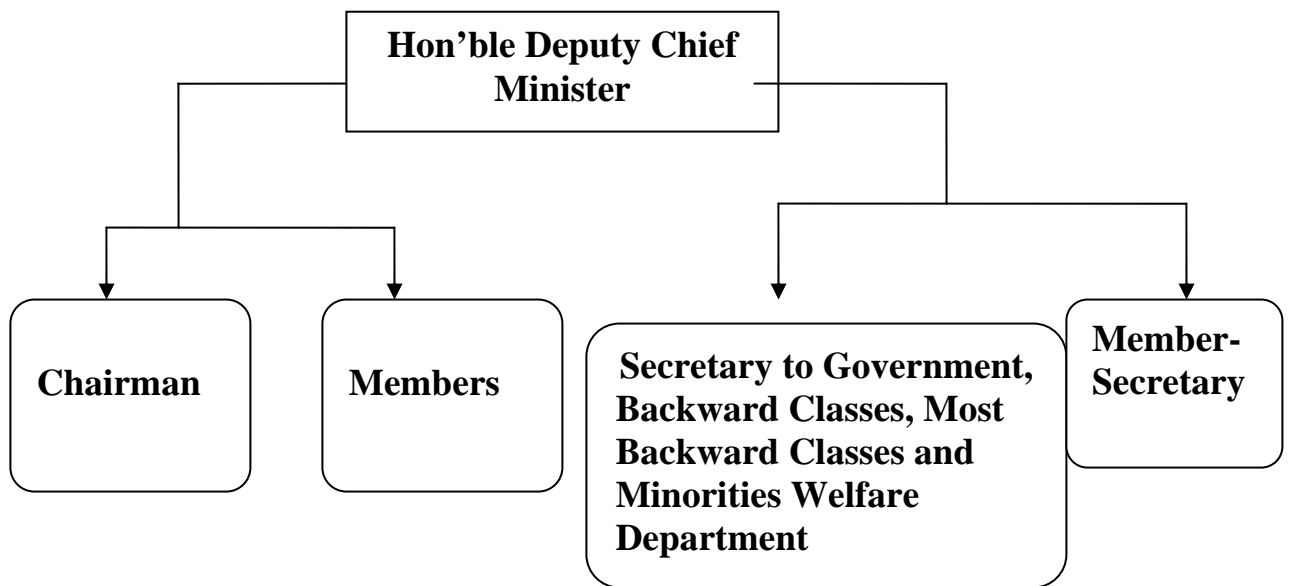 Hon’ble Deputy Chief
Minister
Chairman
Members
Secretary to Government,
Backward Classes, Most
Backward Classes and
Minorities Welfare
Department
Member-
Secretary